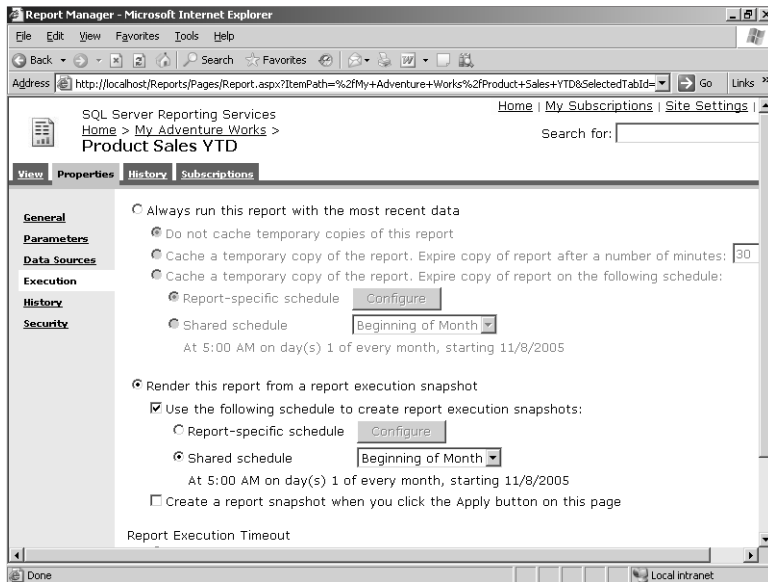 Report Manager - Microsoft Internet Explorer
File Edit View Favorites Tools Help
Back Search Favorites
Address http://localhost/Reports/Pages/Report.aspx?ItemPath=%2fMy+Adventure+Works%2fProduct+Sales+YTD&SelectedTabId= Go Links »
Home | My Subscriptions | Site Settings |
SQL Server Reporting Services
Home > My Adventure Works >
Product Sales YTD
Search for:
View Properties History Subscriptions
General
Parameters
Data Sources
Execution
History
Security
Always run this report with the most recent data
Do not cache temporary copies of this report
Cache a temporary copy of the report. Expire copy of report after a number of minutes: 30
Cache a temporary copy of the report. Expire copy of report on the following schedule:
Report-specific schedule Configure
Shared schedule Beginning of Month
At 5:00 AM on day(s) 1 of every month, starting 11/8/2005
Render this report from a report execution snapshot
Use the following schedule to create report execution snapshots:
Report-specific schedule Configure
Shared schedule Beginning of Month
At 5:00 AM on day(s) 1 of every month, starting 11/8/2005
Create a report snapshot when you click the Apply button on this page
Report Execution Timeout
Done Local intranet